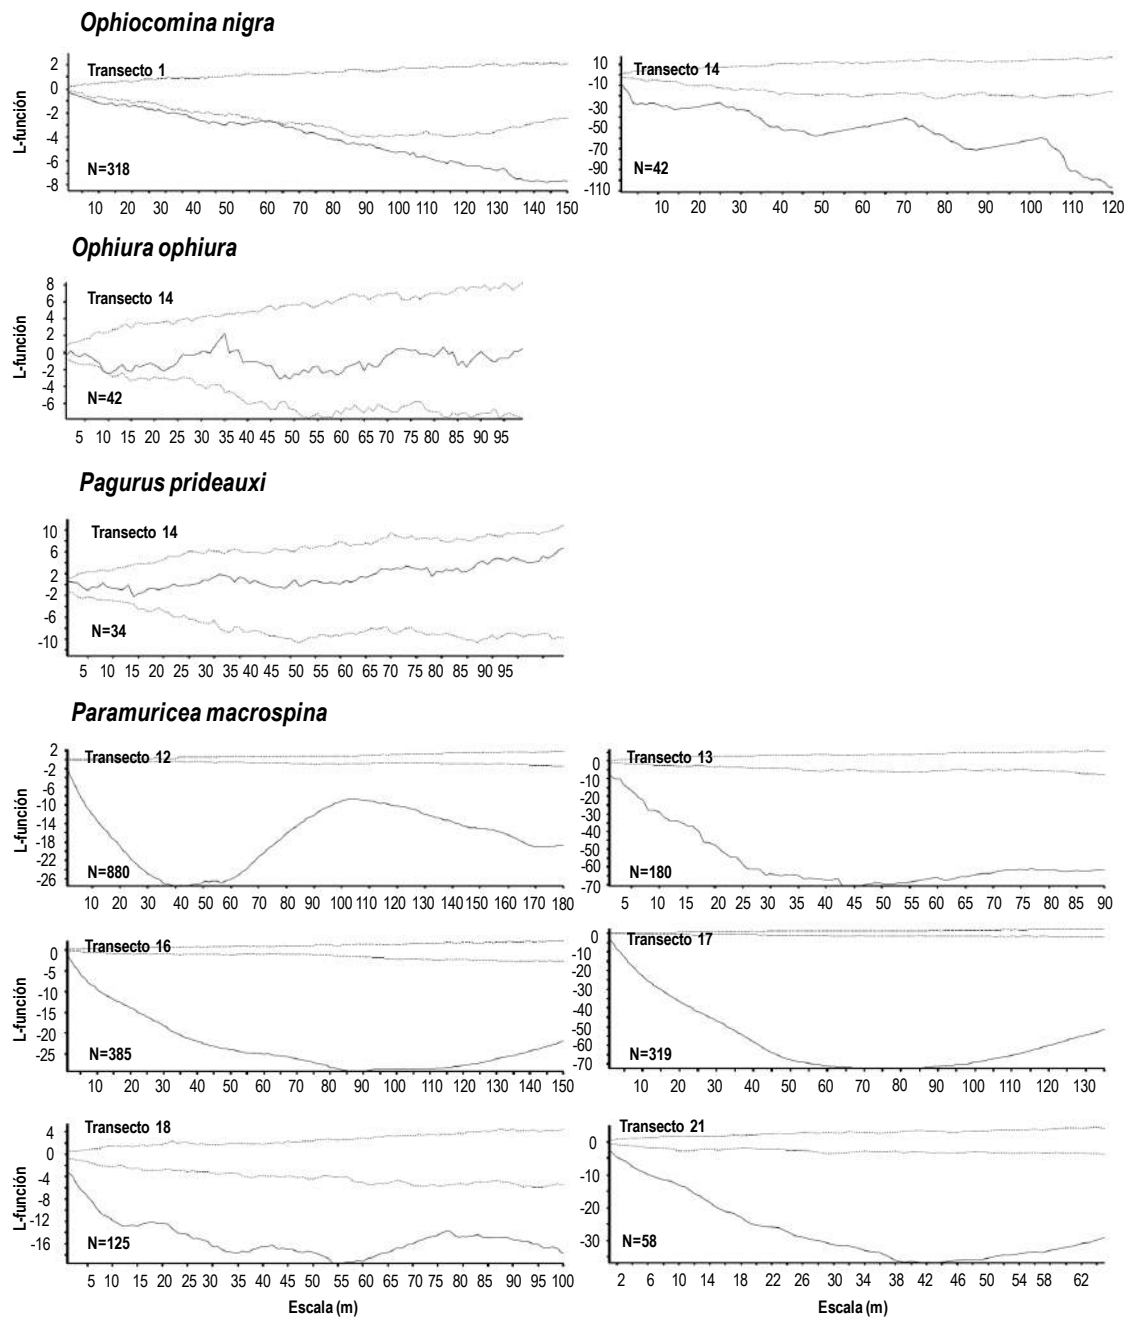 Ophiocomina nigra
L-función
2
0
-2
-4
-6
-8
Transecto 1
N=318
10 20 30 40 50 60 70 80 90 100 110 120 130 140 150
10
-10
-30
-50
-70
-90
-110
Transecto 14
N=42
10 20 30 40 50 60 70 80 90 100 110 120
Ophiura ophiura
L-función
8
6
4
2
0
-2
-4
-6
Transecto 14
N=42
5 10 15 20 25 30 35 40 45 50 55 60 65 70 75 80 85 90 95
Pagurus prideauxi
10
6
2
-2
-6
-10
Transecto 14
N=34
5 10 15 20 25 30 35 40 45 50 55 60 65 70 75 80 85 90 95
Paramuricea macrospina
L-función
2
-2
-6
-10
-14
-18
-22
-26
Transecto 12
N=880
10 20 30 40 50 60 70 80 90 100 110 120 130 140 150 160 170 180
0
-10
-20
-30
-40
-50
-60
-70
Transecto 13
N=180
5 10 15 20 25 30 35 40 45 50 55 60 65 70 75 80 85 90
L-función
0
-5
-10
-15
-20
-25
Transecto 16
N=385
10 20 30 40 50 60 70 80 90 100 110 120 130 140 150
0
-10
-20
-30
-40
-50
-60
-70
Transecto 17
N=319
10 20 30 40 50 60 70 80 90 100 110 120 130
L-función
4
0
-4
-8
-12
-16
Transecto 18
N=125
5 10 15 20 25 30 35 40 45 50 55 60 65 70 75 80 85 90 95 100
Escala (m)
0
-10
-20
-30
Transecto 21
N=58
2 6 10 14 18 22 26 30 34 38 42 46 50 54 58 62
Escala (m)